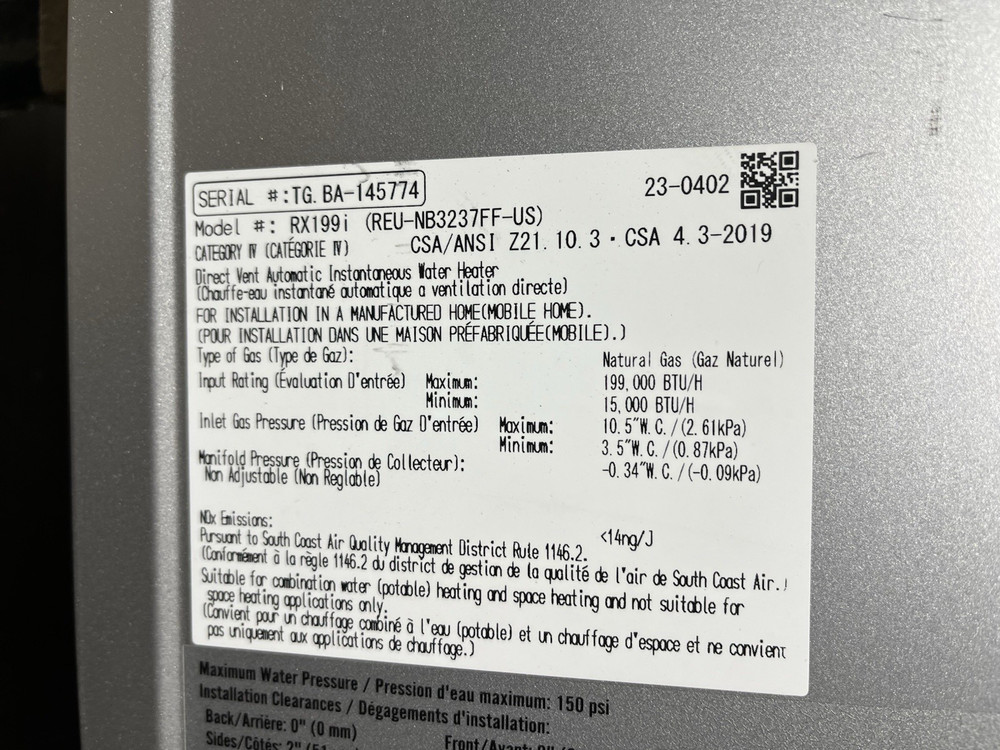 SERIAL #:TG.BA-145774
23-0402
Model #: RX199i (REU-NB3237FF-US)
CATEGORY IV (CATÉGORIE IV) CSA/ANSI Z21.10.3・CSA 4.3-2019
Direct Vent Automatic Instantaneous Water Heater
(Chauffe-eau instantané automatique a ventilation directe)
FOR INSTALLATION IN A MANUFACTURED HOME(MOBILE HOME).
(POUR INSTALLATION DANS UNE MAISON PRÉFABRIQUÉE(MOBILE).)
Type of Gas (Type de Gaz): Natural Gas (Gaz Naturel)
Input Rating (Évaluation D'entrée) Maximum: 199,000 BTU/H
Minimum: 15,000 BTU/H
Inlet Gas Pressure (Pression de Gaz D'entrée) Maximum: 10.5"W.C./(2.61kPa)
Minimum: 3.5"W.C./(0.87kPa)
Manifold Pressure (Pression de Collecteur): -0.34"W.C./(-0.09kPa)
Non Adjustable (Non Reglable)
NOx Emissions: <14ng/J
Pursuant to South Coast Air Quality Management District Rule 1146.2.
(Conformément à la règle 1146.2 du district de gestion de la qualité de l'air de South Coast Air.)
Suitable for combination water (potable) heating and space heating and not suitable for
space heating applications only.
(Convient pour un chauffage combiné à l'eau (potable) et un chauffage d'espace et ne convient
pas uniquement aux applications de chauffage.)
Maximum Water Pressure / Pression d'eau maximum: 150 psi
Installation Clearances / Dégagements d'installation:
Back/Arrière: 0" (0 mm)
Sides/Côtés: 2" Front/Avant: